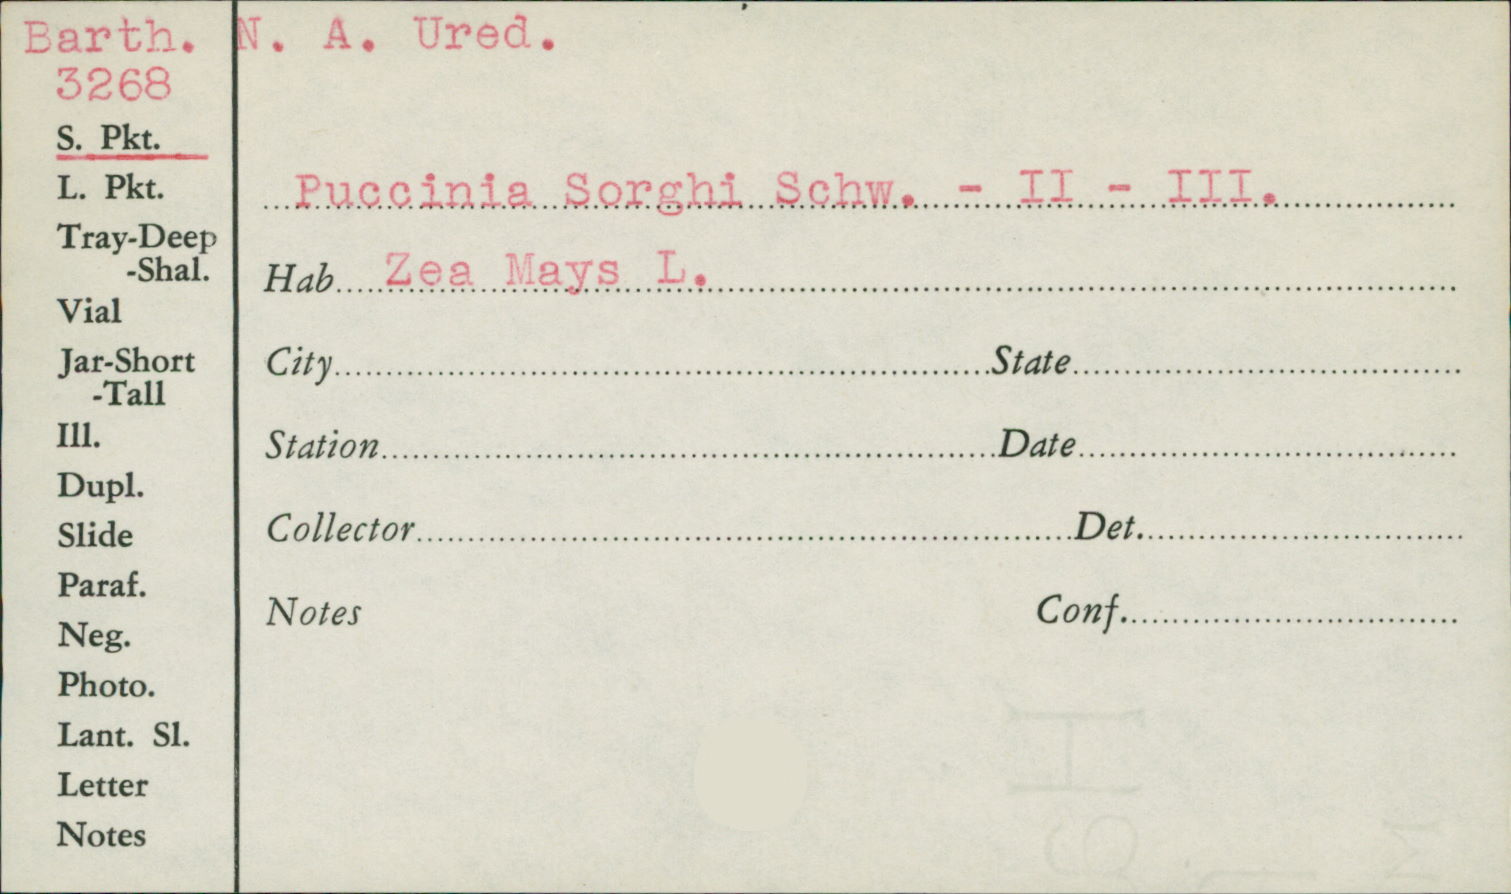 Barth. N. A. Ured.
3268
S. Pkt.
L. Pkt.
Tray-Deep
-Shal.
Vial
Jar-Short
-Tall
Ill.
Dupl.
Slide
Paraf.
Neg.
Photo.
Lant. Sl.
Letter
Notes
Puccinia Sorghi Schw. - II - III.
Hab. Zea Mays L.
City State
Station Date
Collector Det.
Notes Conf.